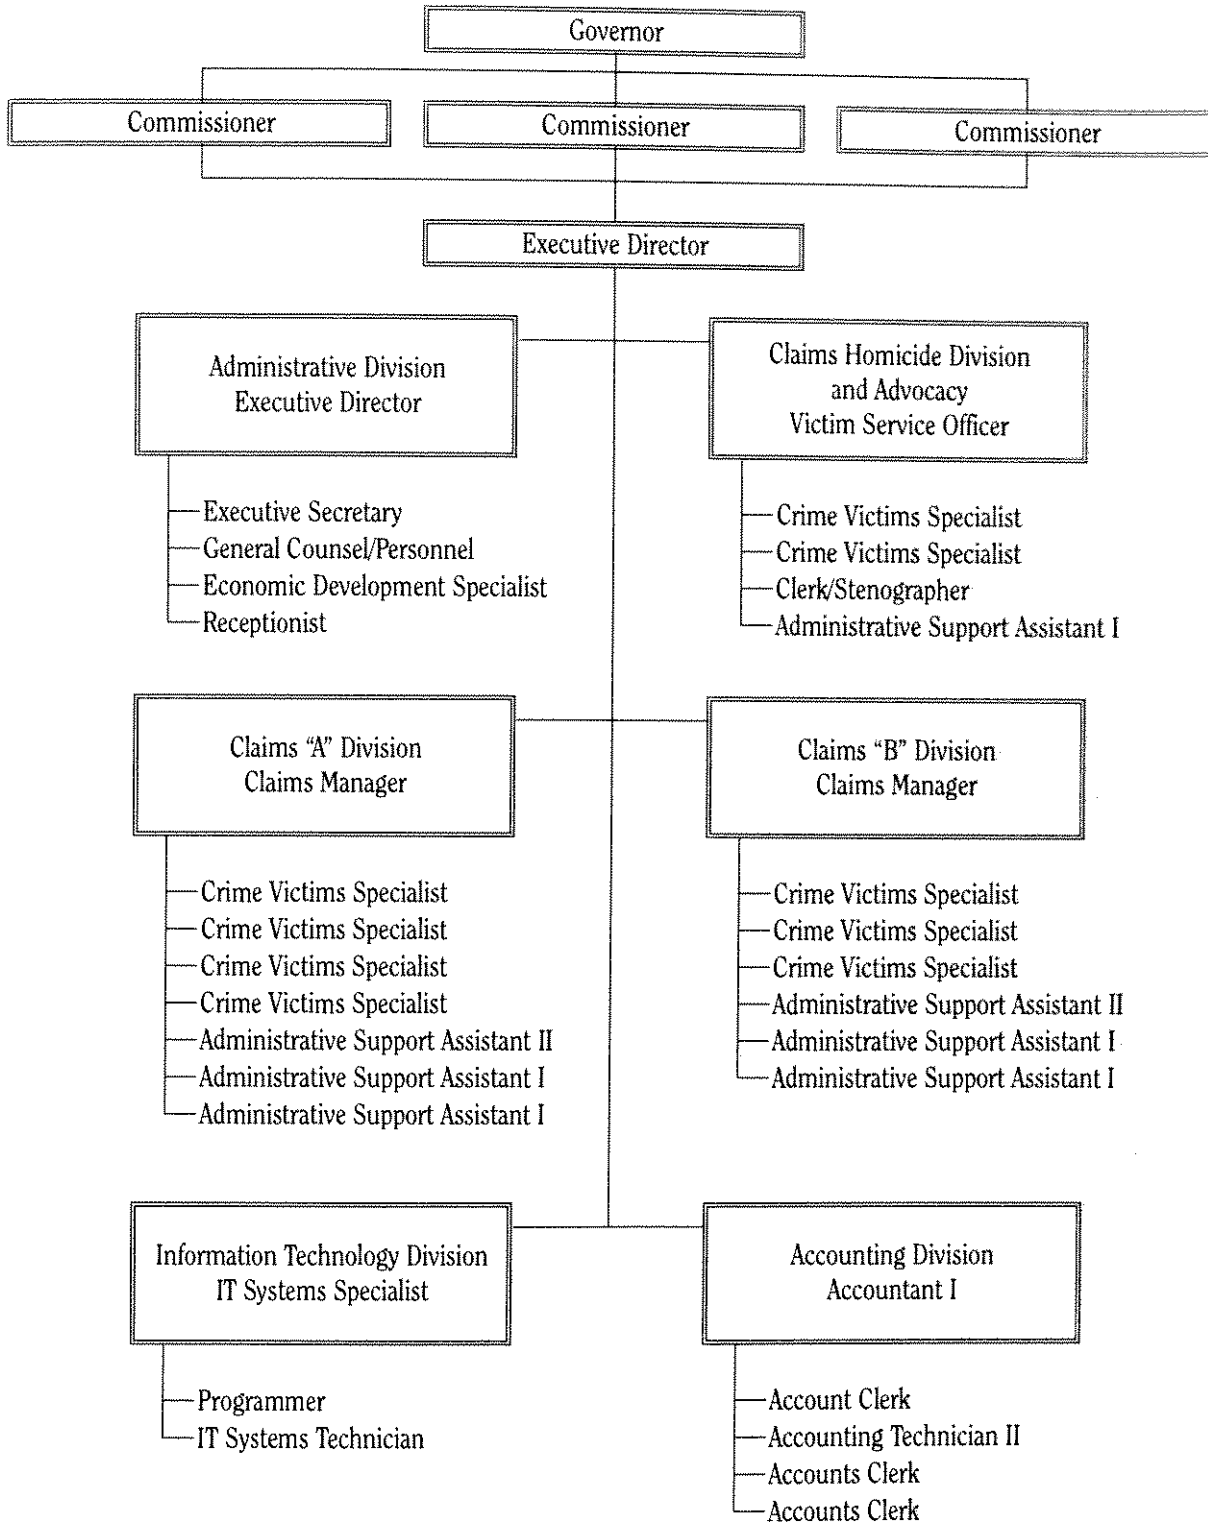 Governor
Commissioner
Commissioner
Commissioner
Executive Director
Administrative Division
Executive Director
Executive Secretary
General Counsel/Personnel
Economic Development Specialist
Receptionist
Claims Homicide Division
and Advocacy
Victim Service Officer
Crime Victims Specialist
Crime Victims Specialist
Clerk/Stenographer
Administrative Support Assistant I
Claims “A” Division
Claims Manager
Crime Victims Specialist
Crime Victims Specialist
Crime Victims Specialist
Crime Victims Specialist
Administrative Support Assistant II
Administrative Support Assistant I
Administrative Support Assistant I
Claims “B” Division
Claims Manager
Crime Victims Specialist
Crime Victims Specialist
Crime Victims Specialist
Administrative Support Assistant II
Administrative Support Assistant I
Administrative Support Assistant I
Information Technology Division
IT Systems Specialist
Programmer
IT Systems Technician
Accounting Division
Accountant I
Account Clerk
Accounting Technician II
Accounts Clerk
Accounts Clerk